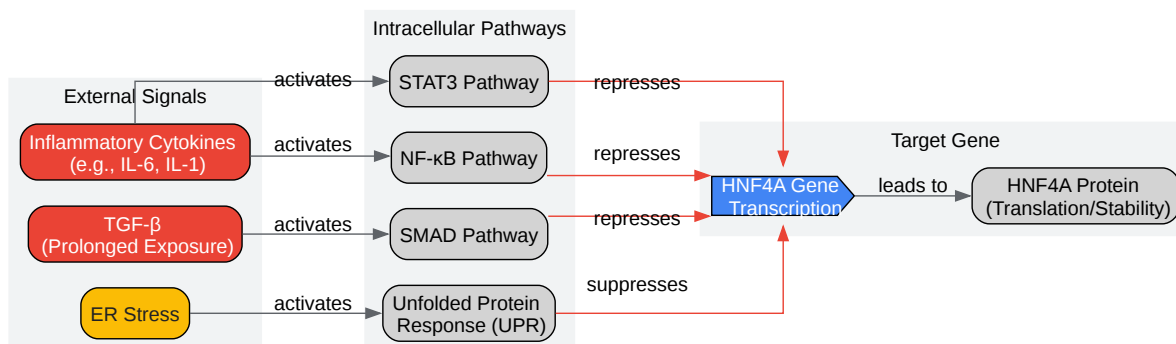 Intracellular Pathways
activates
STAT3 Pathway
represses
External Signals
Inflammatory Cytokines
(e.g., IL-6, IL-1)
activates
NF-κB Pathway
represses
Target Gene
HNF4A Gene
Transcription
leads to
HNF4A Protein
(Translation/Stability)
TGF-β
(Prolonged Exposure)
activates
SMAD Pathway
represses
ER Stress
activates
Unfolded Protein
Response (UPR)
suppresses